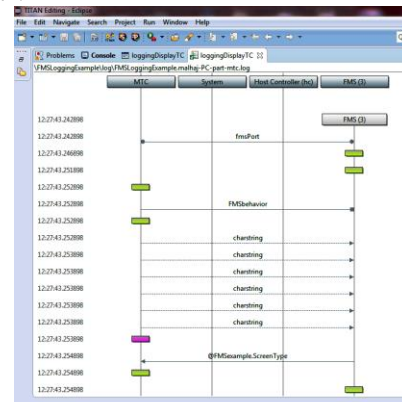 TITAN Editing - Eclipse
File Edit Navigate Search Project Run Window Help
Problems Console loggingDisplayTC loggingDisplayTC
\FMSLoggingExample\log\FMSLoggingExample.malhaj-PC-part-mtc.log
MTC System Host Controller (hc) FMS (3)
12:27:43.242898 FMS (3)
12:27:43.242898 fmsPort
12:27:43.246898
12:27:43.251898
12:27:43.252898
12:27:43.252898 FMSbehavior
12:27:43.252898
12:27:43.252898 charstring
12:27:43.253898 charstring
12:27:43.253898 charstring
12:27:43.253898 charstring
12:27:43.253898 charstring
12:27:43.253898
12:27:43.254898 @FMSexample.ScreenType
12:27:43.254898
12:27:43.254898